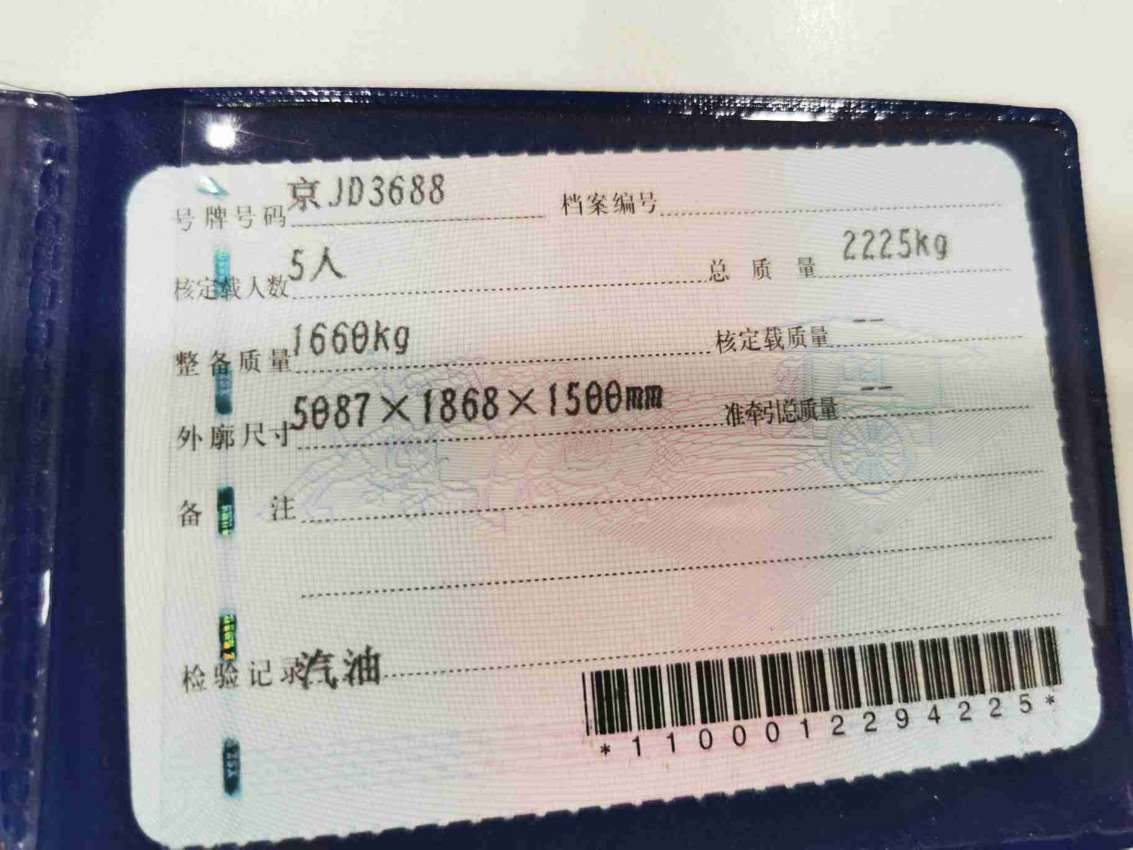 号牌号码 京JD3688 档案编号
核定载人数 5人 总质量 2225kg
整备质量 1660kg 核定载质量 --
外廓尺寸 5087×1868×1500mm 准牵引总质量 --
备注
检验记录 汽油
*1100012294225*